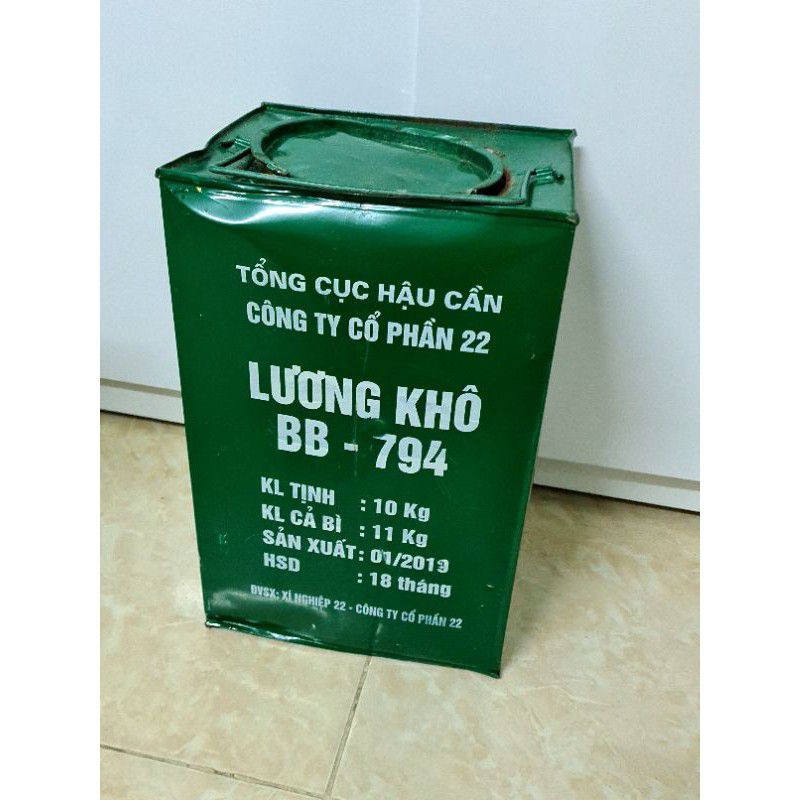 TỔNG CỤC HẬU CẦN
CÔNG TY CỔ PHẦN 22
LƯƠNG KHÔ
BB - 794
KL TỊNH : 10 Kg
KL CẢ BÌ : 11 Kg
SẢN XUẤT: 01/2019
HSD : 18 tháng
ĐVSX: XÍ NGHIỆP 22 - CÔNG TY CỔ PHẦN 22